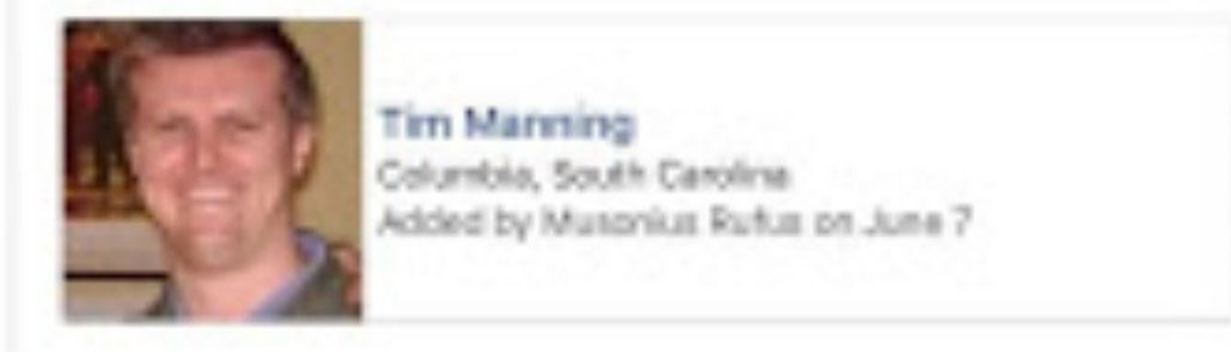 Tim Manning
Columbia, South Carolina
Added by Musonius Rufus on June 7